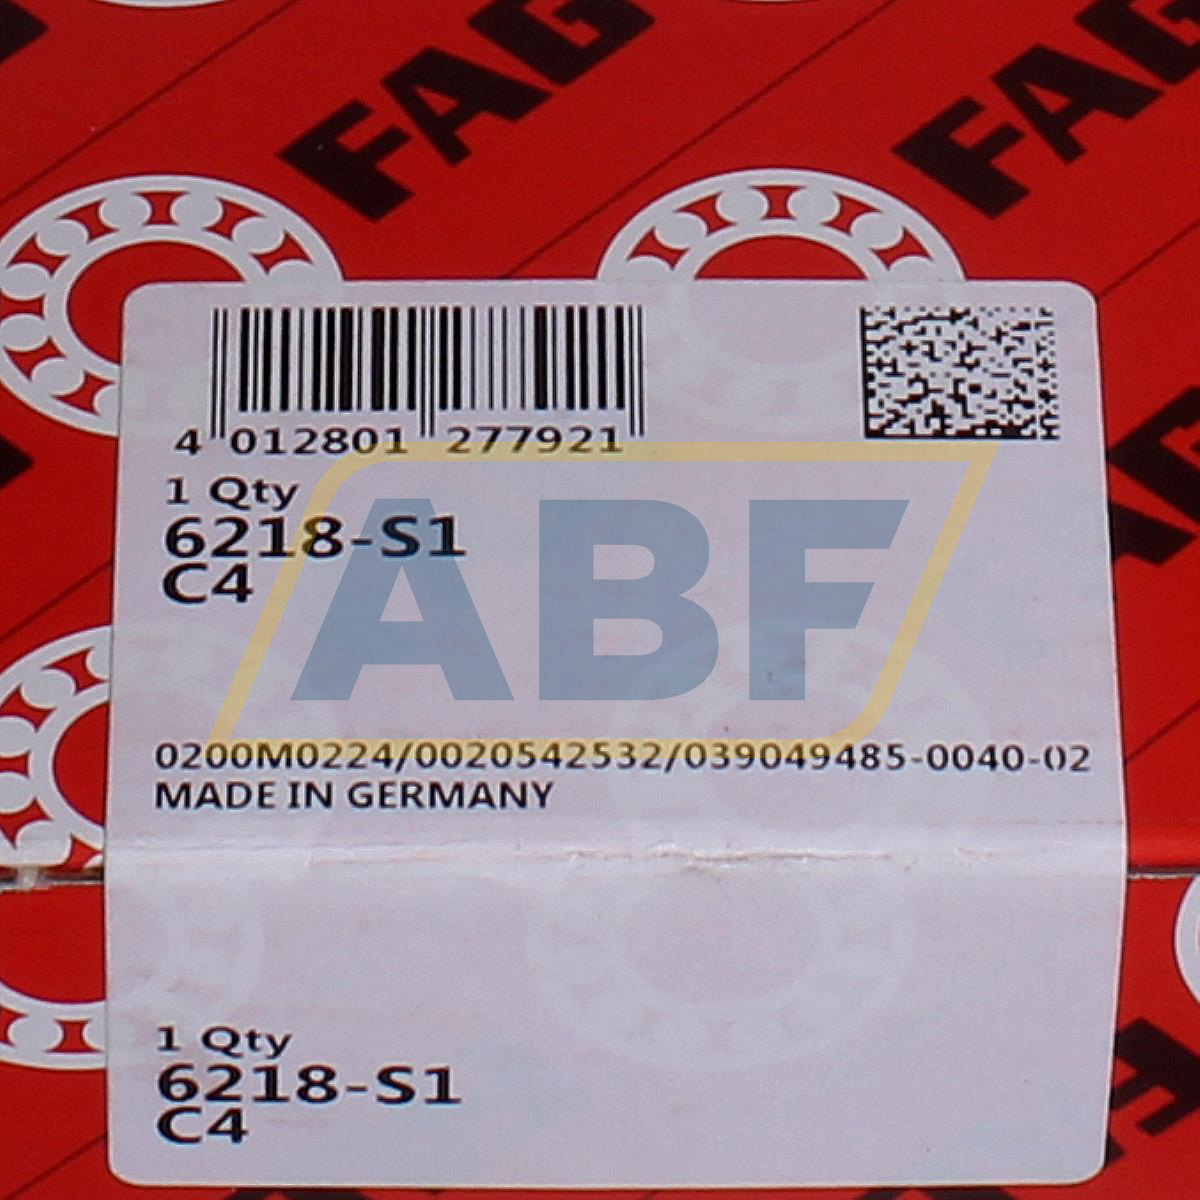 FAG
FAG
4 012801 277921
1 Qty
6218-S1
C4
ABF
0200M0224/0020542532/039049485-0040-02
MADE IN GERMANY
1 Qty
6218-S1
C4